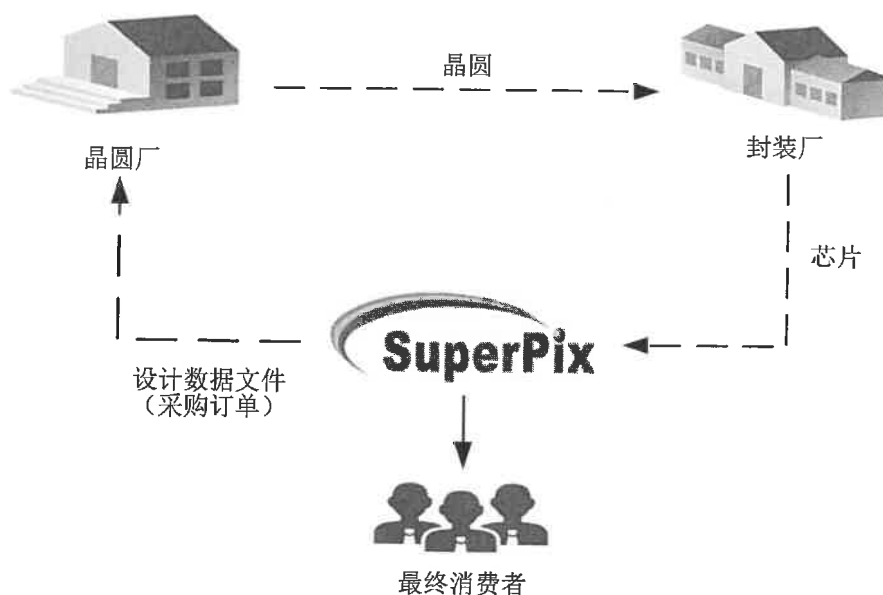 晶圆
晶圆厂
封装厂
芯片
SuperPix
设计数据文件
（采购订单）
最终消费者